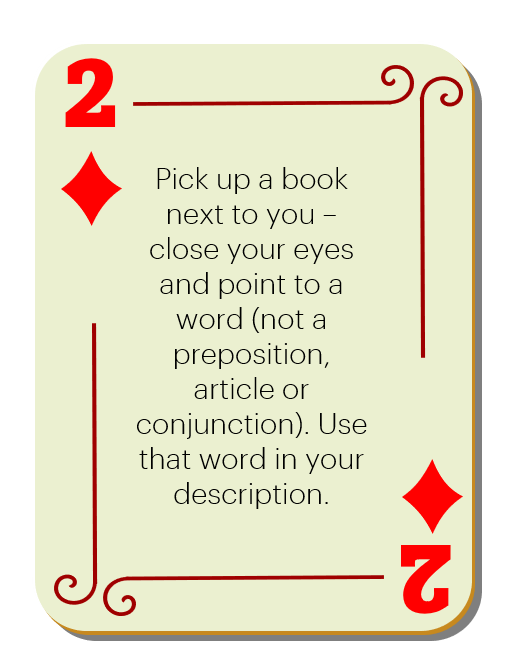 2
Pick up a book
next to you –
close your eyes
and point to a
word (not a
preposition,
article or
conjunction). Use
that word in your
description.
2